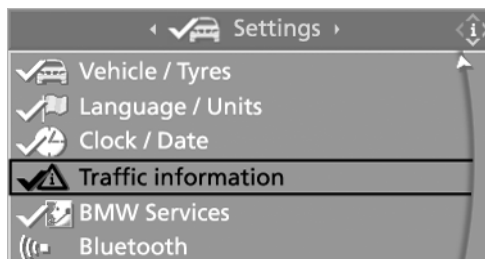 Settings
Vehicle / Tyres
Language / Units
Clock / Date
Traffic information
BMW Services
Bluetooth